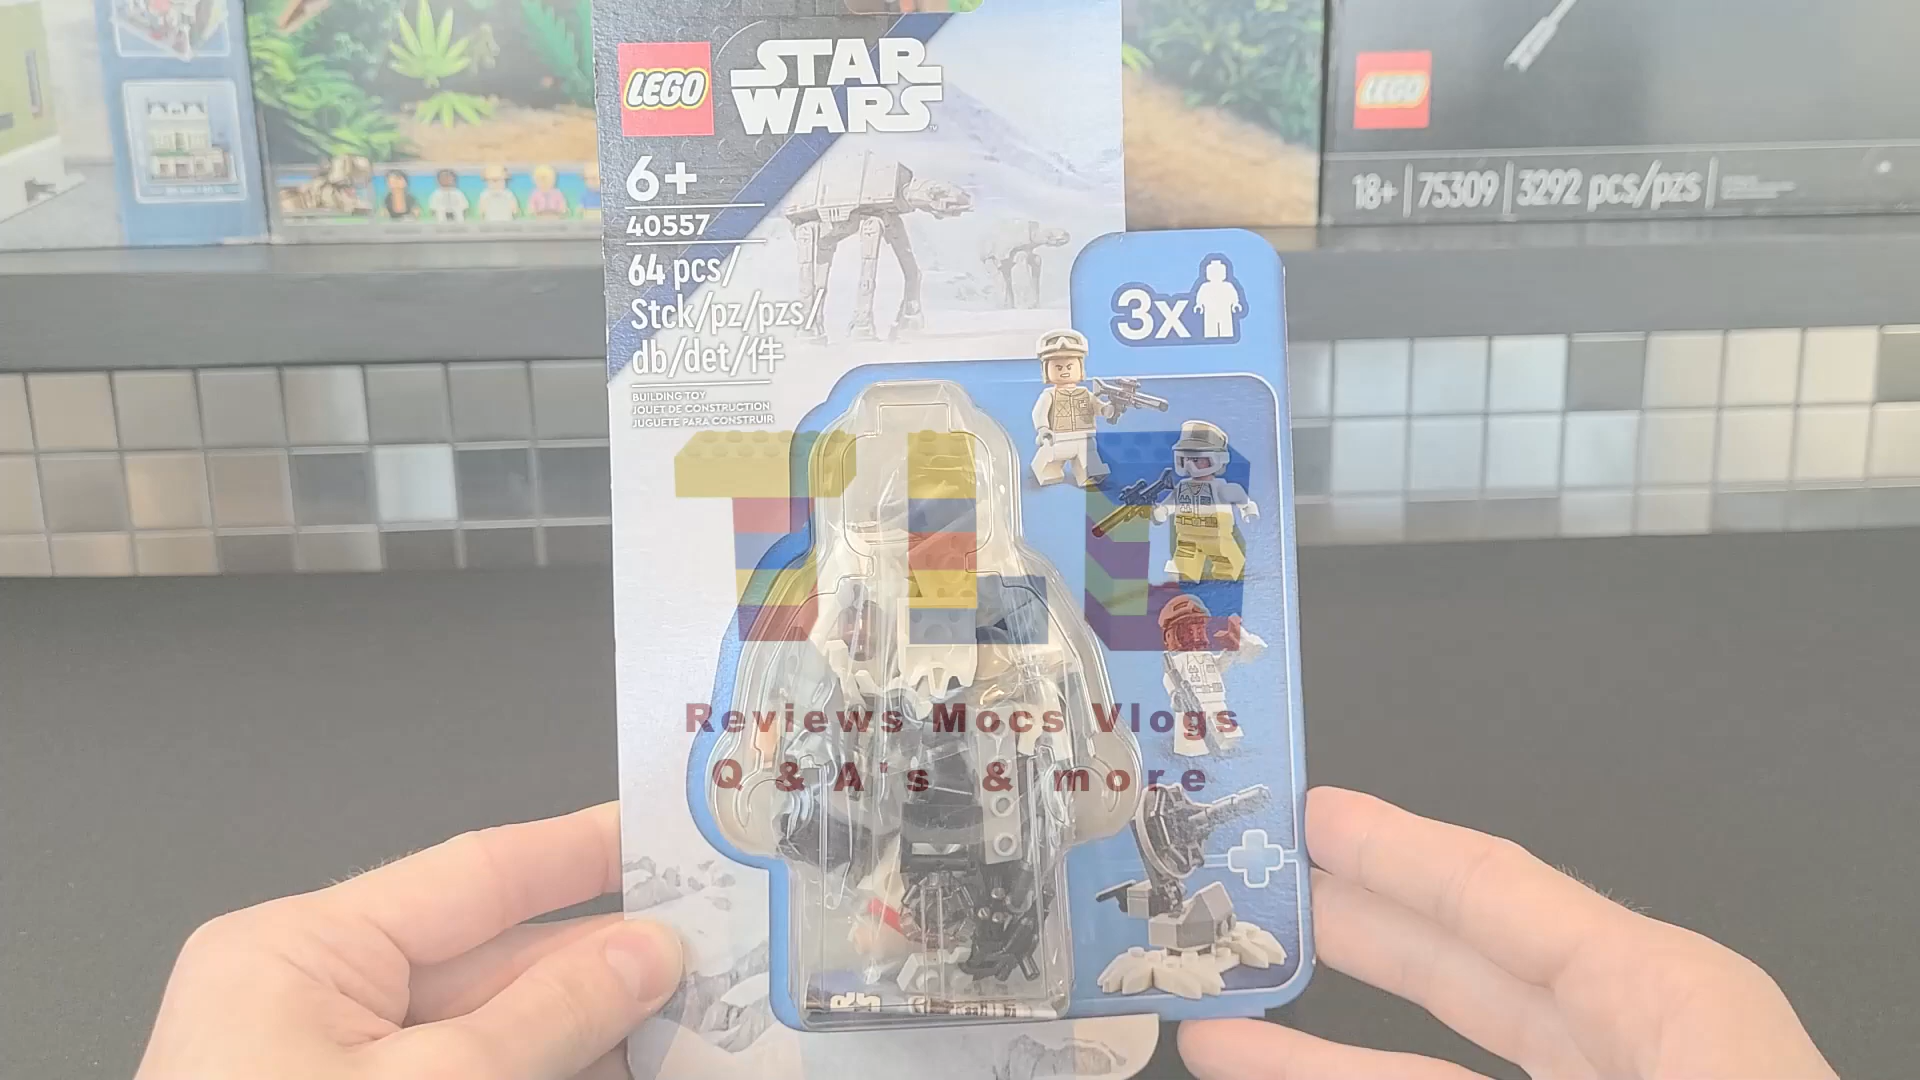 LEGO
STAR
WARS
6+
40557
64 pcs/
Stck/pz/pzs/
db/det/件
BUILDING TOY
JOUET DE CONSTRUCTION
JUGUETE PARA CONSTRUIR
3x
LEGO
18+ | 75309 | 3292 pcs/pzs
Reviews Mocs Vlogs
Q & A's & more